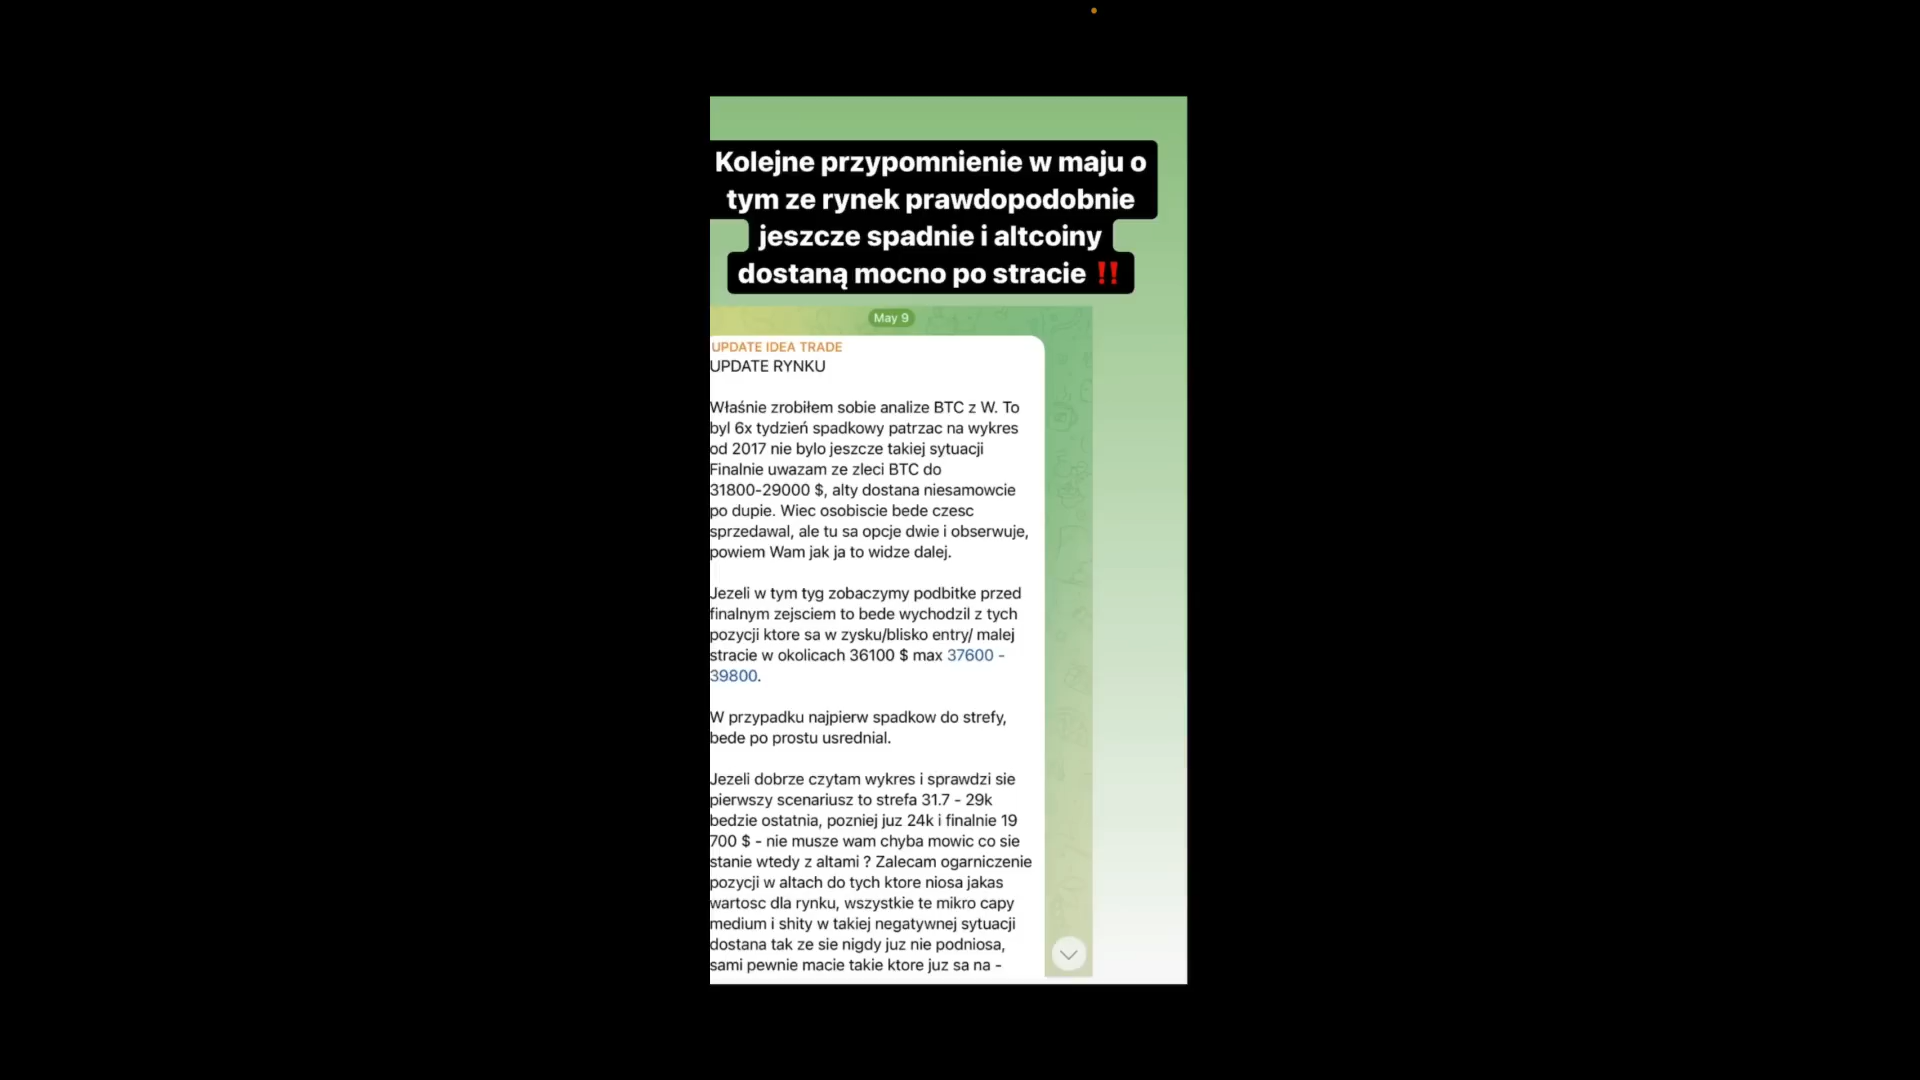 Kolejne przypomnienie w maju o
tym ze rynek prawdopodobnie
jeszcze spadnie i altcoiny
dostaną mocno po stracie ‼️
May 9
UPDATE IDEA TRADE
UPDATE RYNKU
Właśnie zrobiłem sobie analize BTC z W. To
byl 6x tydzień spadkowy patrzac na wykres
od 2017 nie bylo jeszcze takiej sytuacji
Finalnie uwazam ze zleci BTC do
31800-29000 $, alty dostana niesamowcie
po dupie. Wiec osobiscie bede czesc
sprzedawal, ale tu sa opcje dwie i obserwuje,
powiem Wam jak ja to widze dalej.
Jezeli w tym tyg zobaczymy podbitke przed
finalnym zejsciem to bede wychodzil z tych
pozycji ktore sa w zysku/blisko entry/ malej
stracie w okolicach 36100 $ max 37600 -
39800.
W przypadku najpierw spadkow do strefy,
bede po prostu usrednial.
Jezeli dobrze czytam wykres i sprawdzi sie
pierwszy scenariusz to strefa 31.7 - 29k
bedzie ostatnia, pozniej juz 24k i finalnie 19
700 $ - nie musze wam chyba mowic co sie
stanie wtedy z altami ? Zalecam ogarniczenie
pozycji w altach do tych ktore niosa jakas
wartosc dla rynku, wszystkie te mikro capy
medium i shity w takiej negatywnej sytuacji
dostana tak ze sie nigdy juz nie podniosa,
sami pewnie macie takie ktore juz sa na -